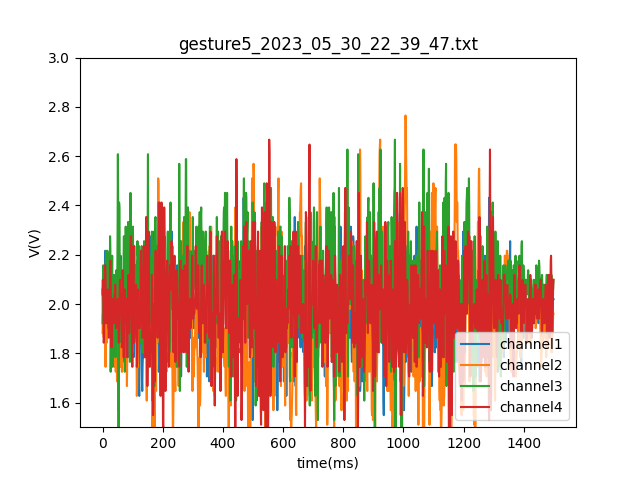 gesture5_2023_05_30_22_39_47.txt
3.0
2.8
2.6
2.4
2.2
2.0
1.8
1.6
V(V)
channel1
channel2
channel3
channel4
0 200 400 600 800 1000 1200 1400
time(ms)